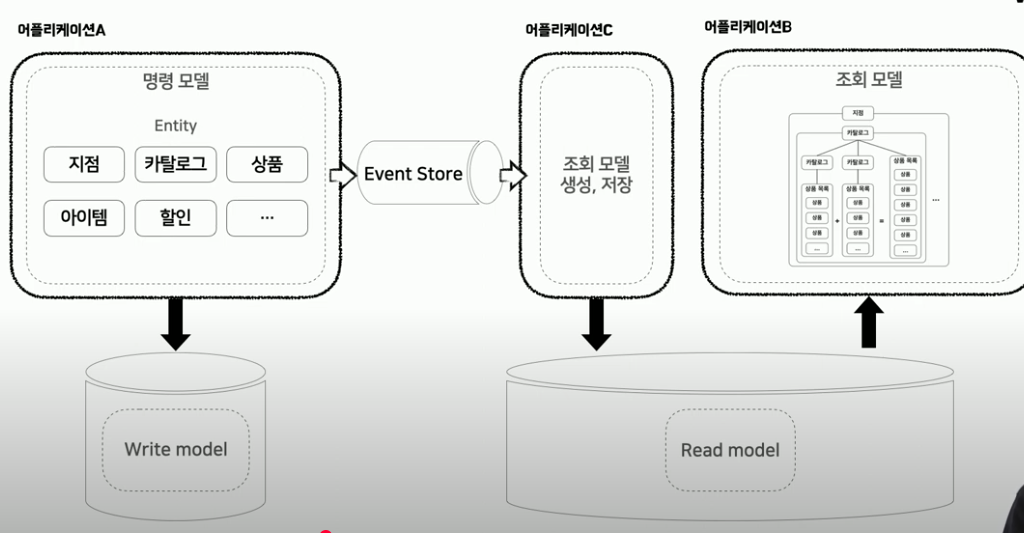 어플리케이션A
명령 모델
Entity
지점
카탈로그
상품
아이템
할인
...
Event Store
Write model
어플리케이션C
조회 모델
생성, 저장
어플리케이션B
조회 모델
지점
카탈로그
카탈로그
카탈로그
상품 목록
상품 목록
상품 목록
상품
상품
상품
...
+
상품
상품
상품
...
=
상품
상품
상품
상품
상품
...
...
Read model